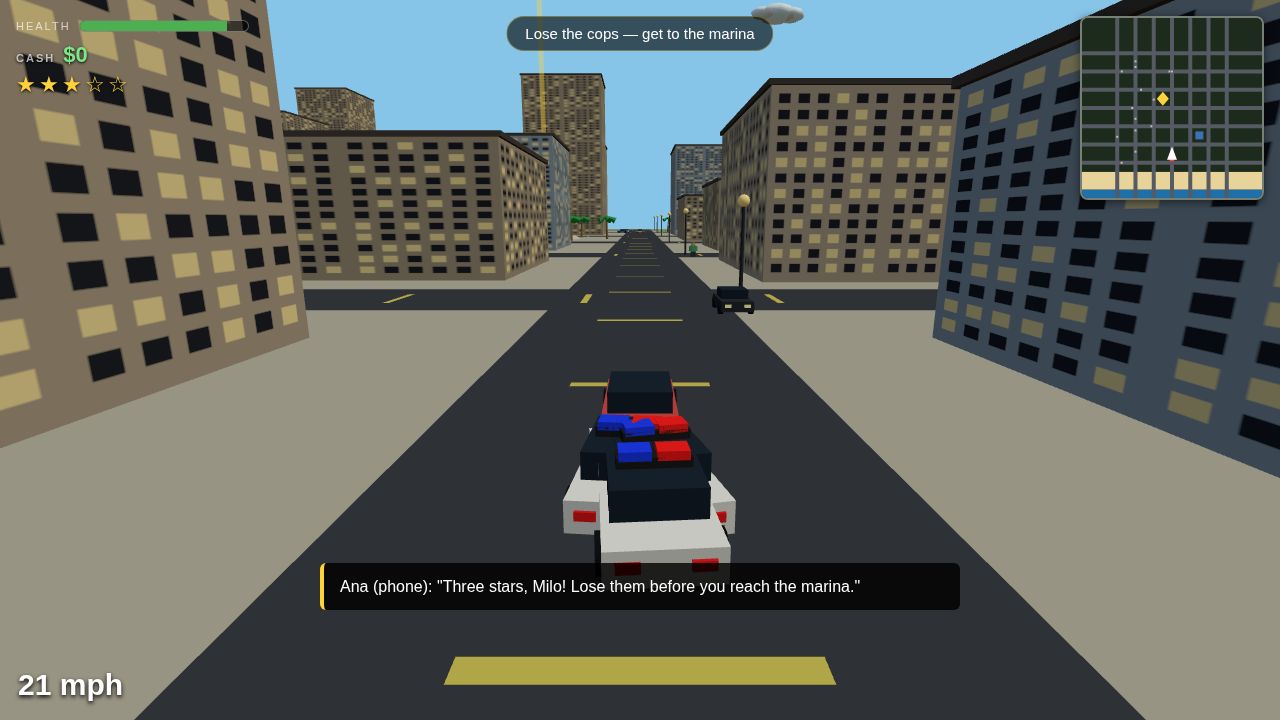 HEALTH
Lose the cops — get to the marina
CASH $0
Ana (phone): "Three stars, Milo! Lose them before you reach the marina."
21 mph